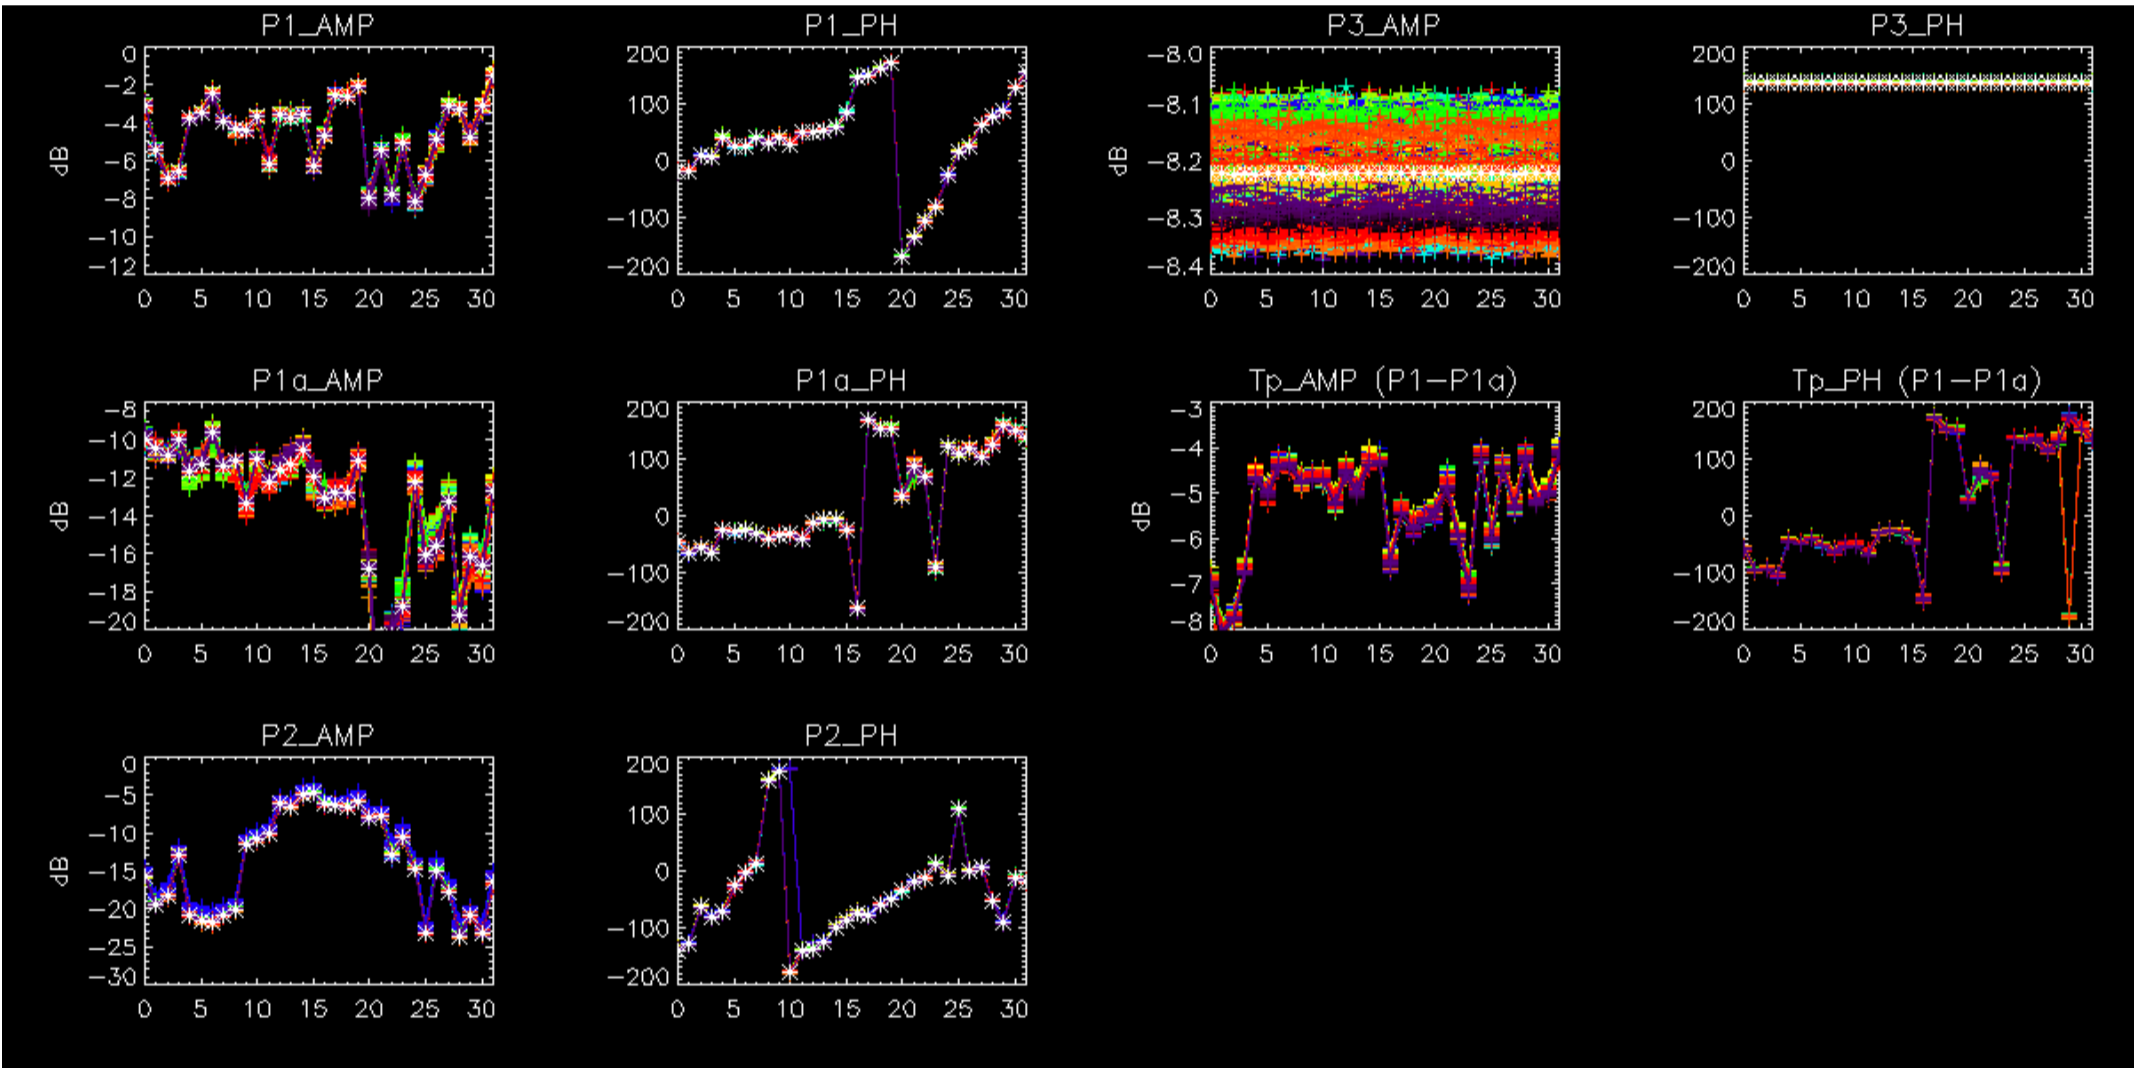 P1_AMP
P1_PH
P3_AMP
P3_PH
0
−2
−4
−6
−8
−10
−12
dB
0 5 10 15 20 25 30
200
100
0
−100
−200
0 5 10 15 20 25 30
−8.0
−8.1
−8.2
−8.3
−8.4
dB
0 5 10 15 20 25 30
200
100
0
−100
−200
0 5 10 15 20 25 30
P1a_AMP
P1a_PH
Tp_AMP (P1−P1a)
Tp_PH (P1−P1a)
−8
−10
−12
−14
−16
−18
−20
dB
0 5 10 15 20 25 30
200
100
0
−100
−200
0 5 10 15 20 25 30
−3
−4
−5
−6
−7
−8
dB
0 5 10 15 20 25 30
200
100
0
−100
−200
0 5 10 15 20 25 30
P2_AMP
P2_PH
0
−5
−10
−15
−20
−25
−30
dB
0 5 10 15 20 25 30
200
100
0
−100
−200
0 5 10 15 20 25 30